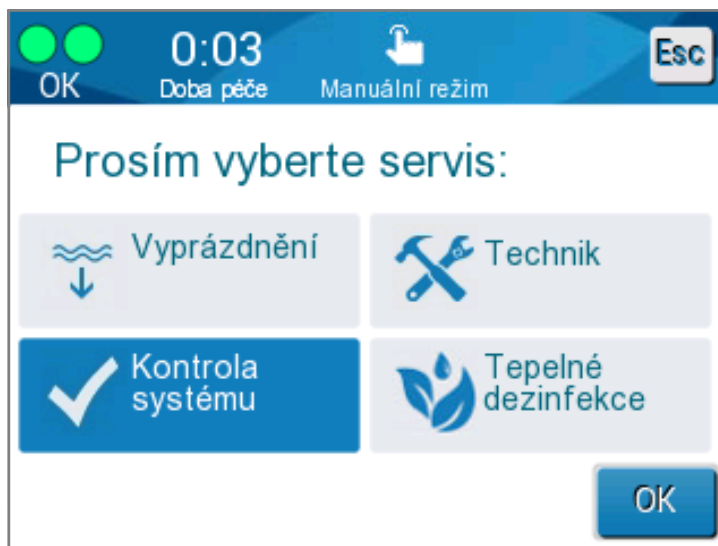 0:03
Esc
OK
Doba péče
Manuální režim
Prosím vyberte servis:
Vyprázdnění
Technik
Kontrola
systému
Tepelné
dezinfekce
OK